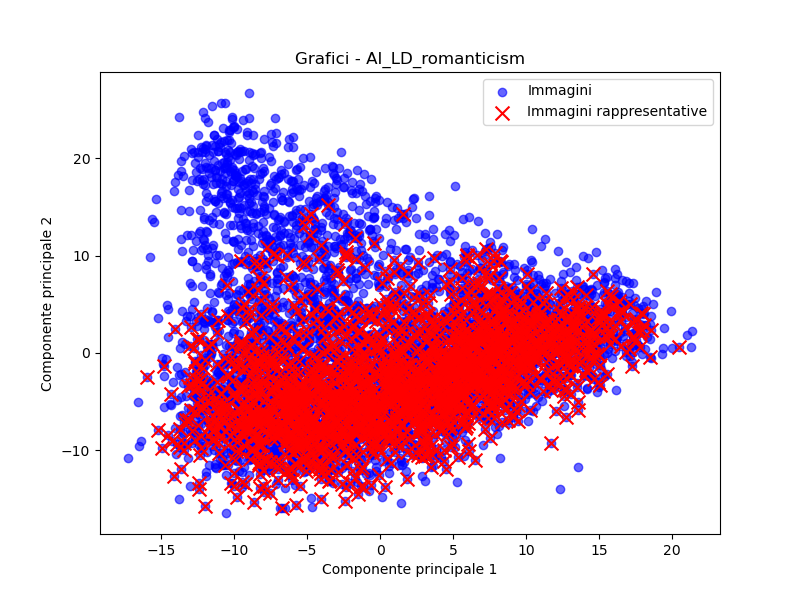 Grafici - AI_LD_romanticism
Immagini
Immagini rappresentative
Componente principale 2
20
10
0
−10
−15
−10
−5
0
5
10
15
20
Componente principale 1